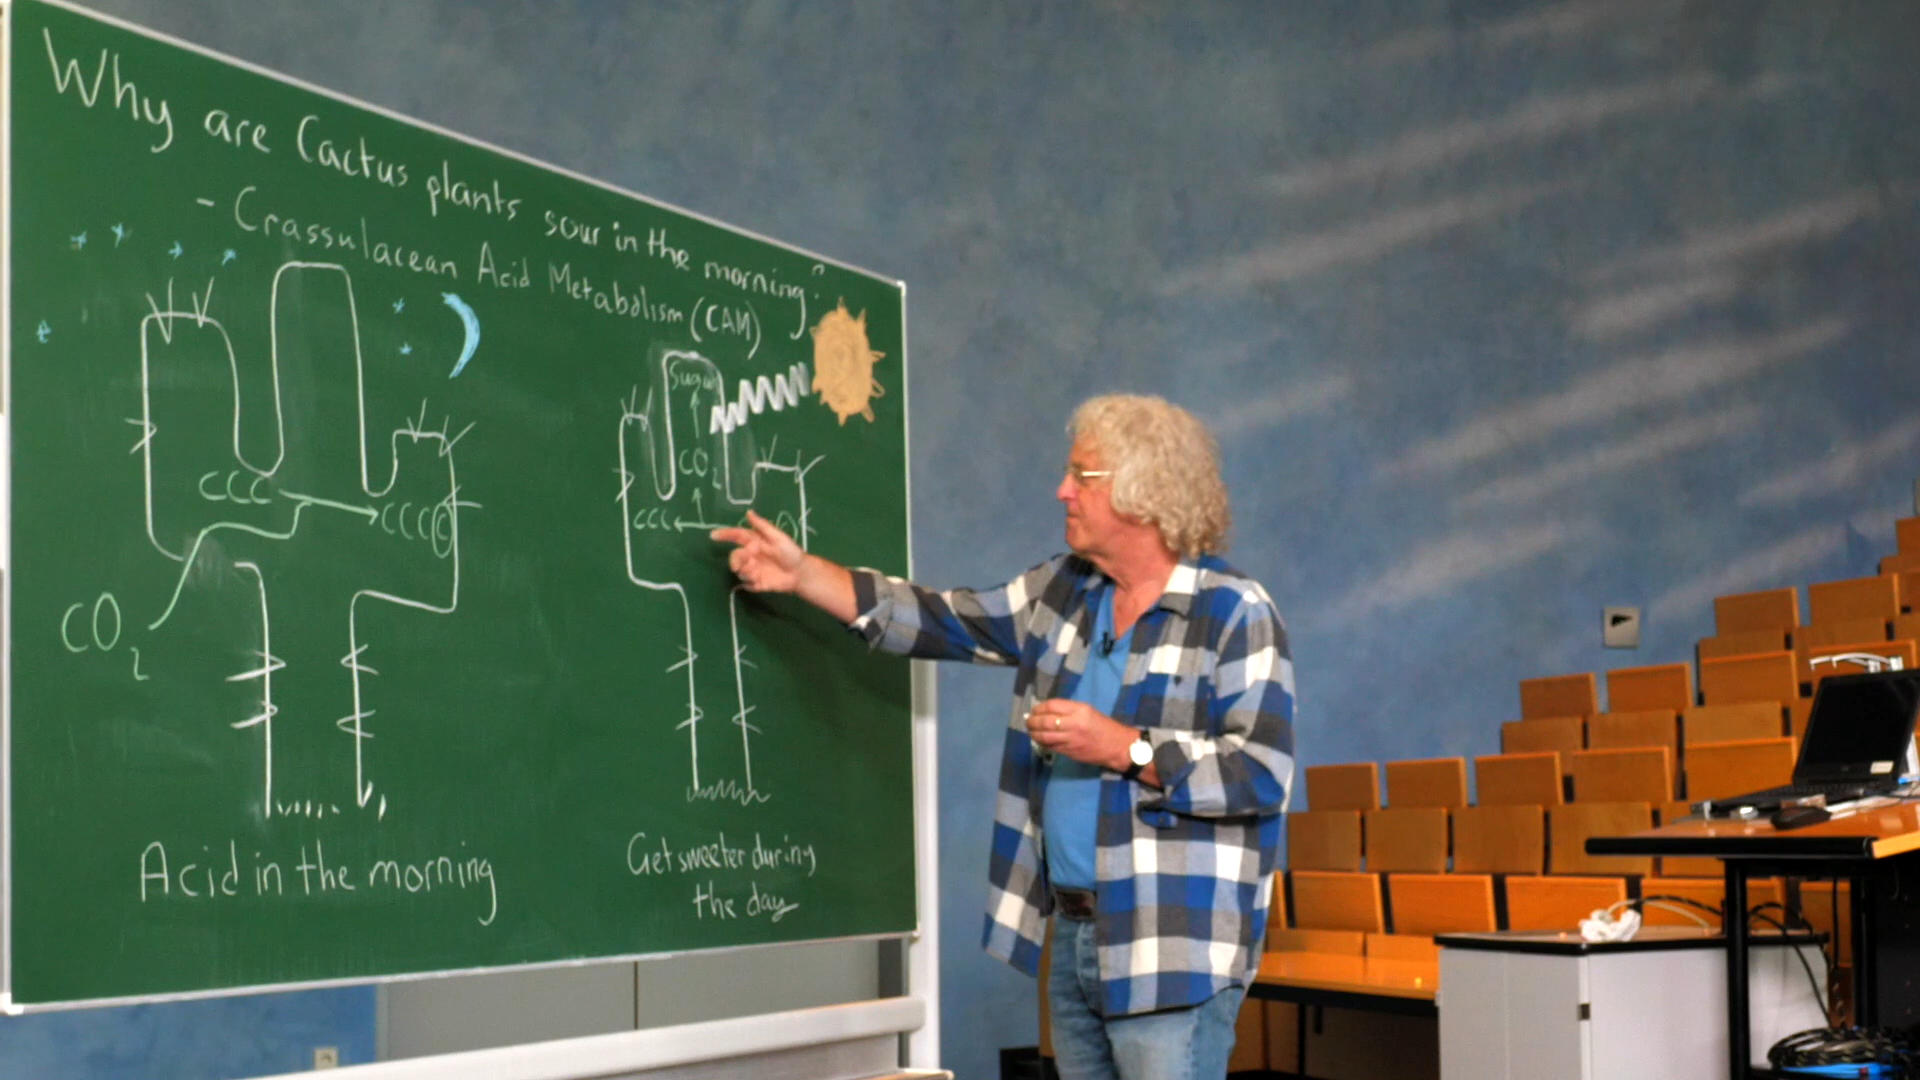 Why are Cactus plants sour in the morning?
- Crassulacean Acid Metabolism (CAM)
CCC
CCCC
CO2
Acid in the morning
Sugar
CO2
CCC
C
Get sweeter during
the day